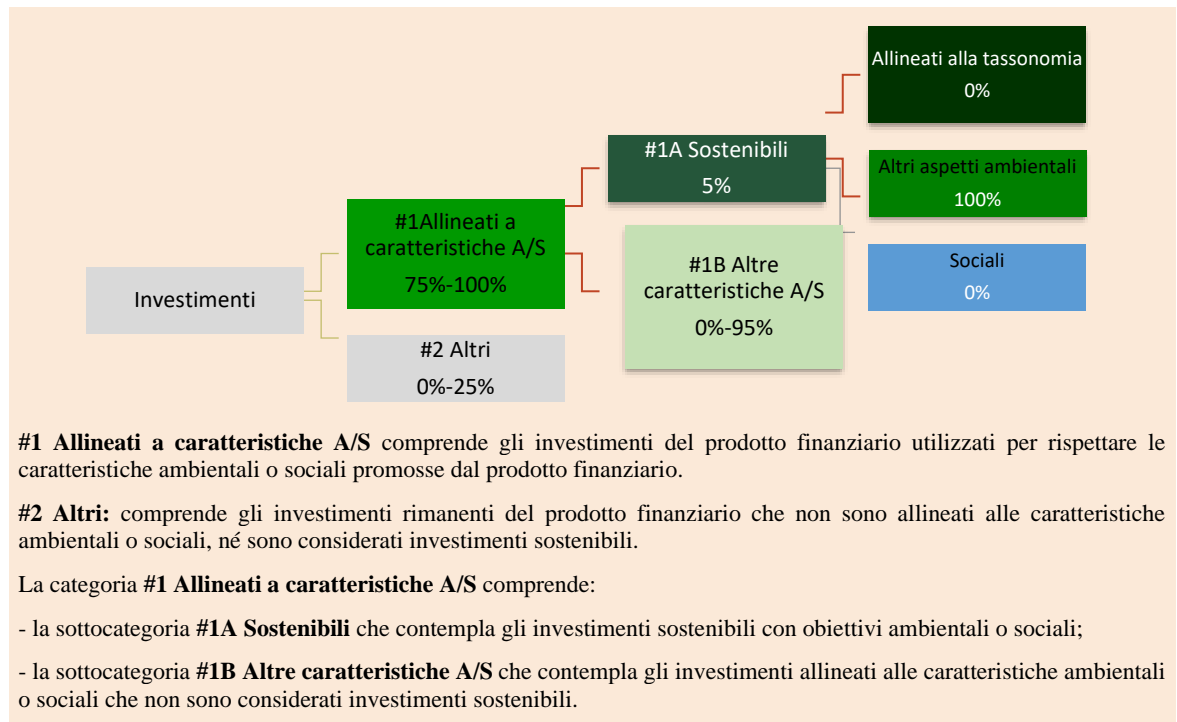 Allineati alla tassonomia
0%
#1A Sostenibili
5%
Altri aspetti ambientali
100%
#1Allineati a
caratteristiche A/S
75%-100%
#1B Altre
caratteristiche A/S
0%-95%
Sociali
0%
Investimenti
#2 Altri
0%-25%
#1 Allineati a caratteristiche A/S comprende gli investimenti del prodotto finanziario utilizzati per rispettare le
caratteristiche ambientali o sociali promosse dal prodotto finanziario.
#2 Altri: comprende gli investimenti rimanenti del prodotto finanziario che non sono allineati alle caratteristiche
ambientali o sociali, né sono considerati investimenti sostenibili.
La categoria #1 Allineati a caratteristiche A/S comprende:
- la sottocategoria #1A Sostenibili che contempla gli investimenti sostenibili con obiettivi ambientali o sociali;
- la sottocategoria #1B Altre caratteristiche A/S che contempla gli investimenti allineati alle caratteristiche ambientali
o sociali che non sono considerati investimenti sostenibili.